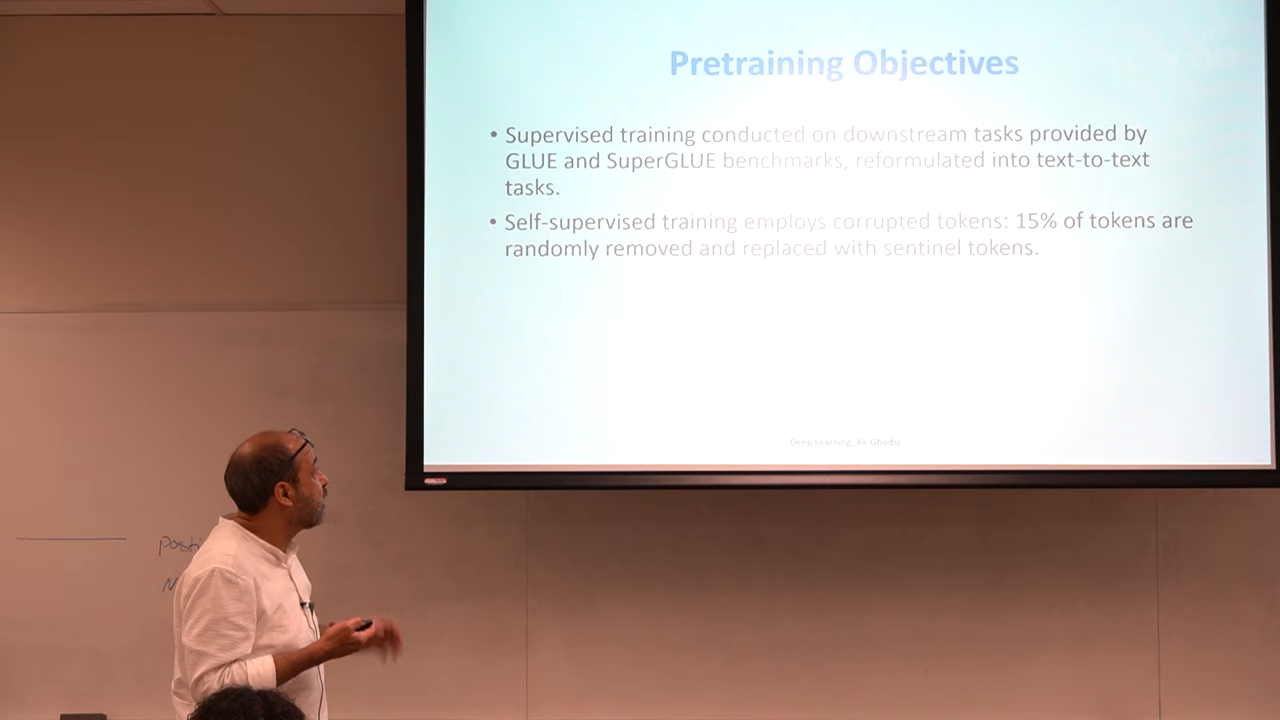 Pretraining Objectives
• Supervised training conducted on downstream tasks provided by
GLUE and SuperGLUE benchmarks, reformulated into text-to-text
tasks.
• Self-supervised training employs corrupted tokens: 15% of tokens are
randomly removed and replaced with sentinel tokens.
Deep Learning, Ali Ghodsi